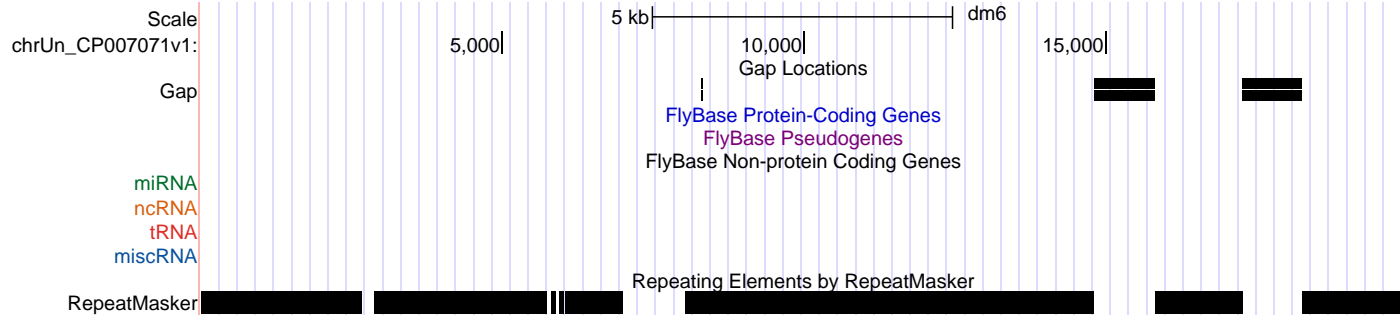 Scale 5 kb dm6
chrUn_CP007071v1: 5,000 10,000 15,000
Gap Locations
Gap
FlyBase Protein-Coding Genes
FlyBase Pseudogenes
FlyBase Non-protein Coding Genes
miRNA
ncRNA
tRNA
miscRNA
Repeating Elements by RepeatMasker
RepeatMasker